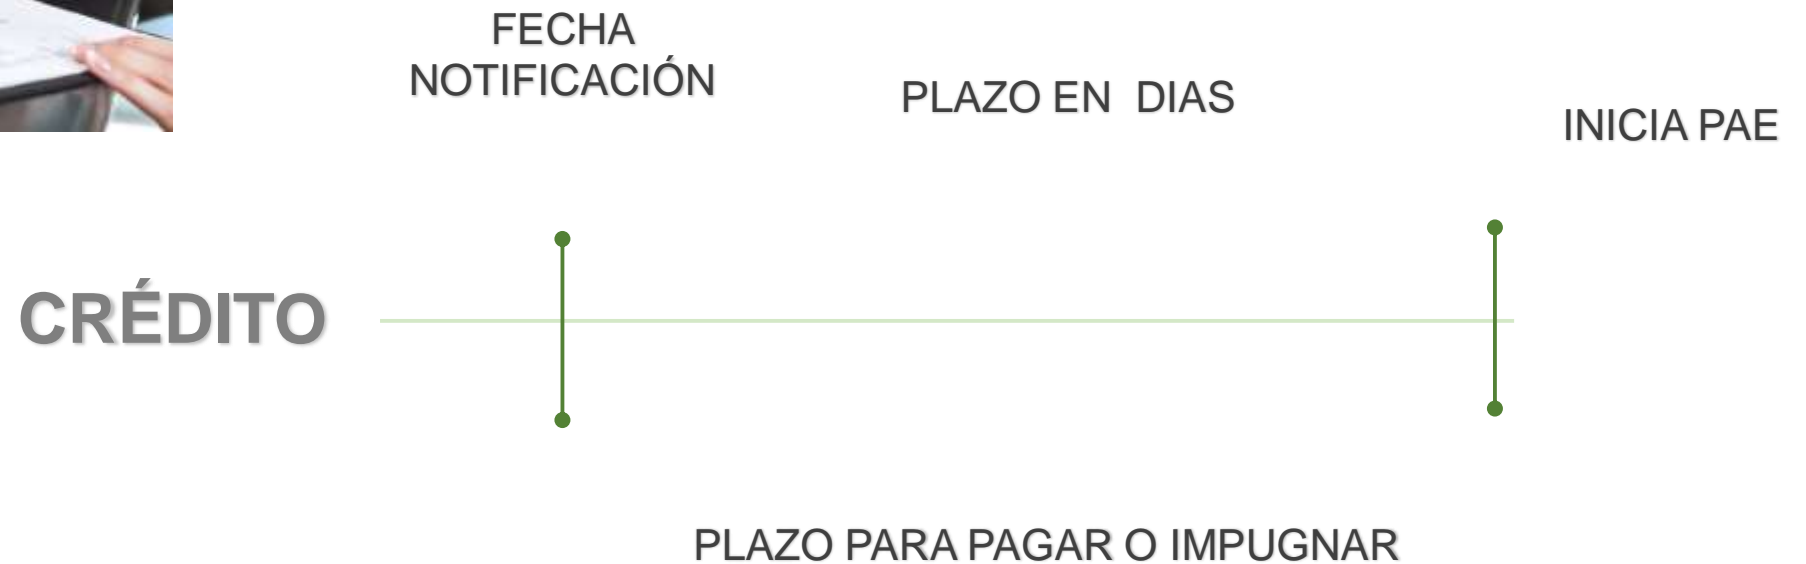 FECHA
NOTIFICACIÓN
PLAZO EN DIAS
INICIA PAE
CRÉDITO
PLAZO PARA PAGAR O IMPUGNAR